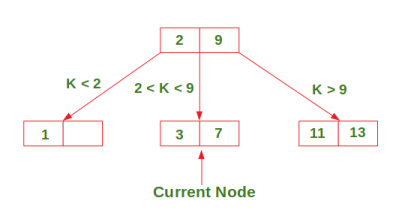 2 9
K < 2
2 < K < 9
K > 9
1
3 7
11 13
Current Node